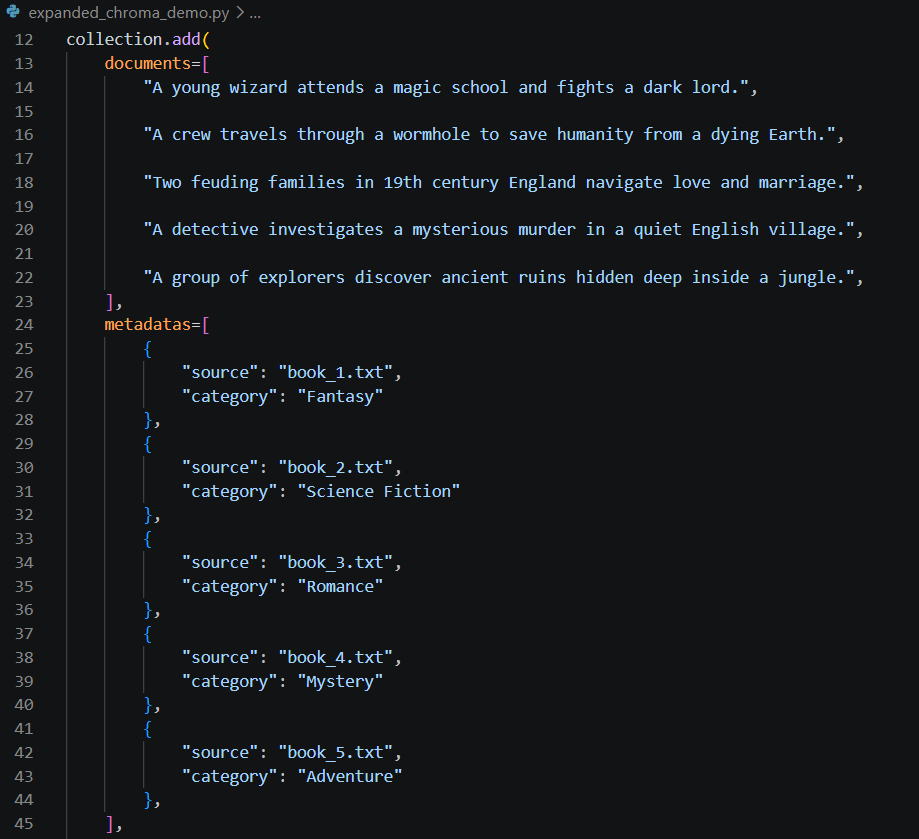 expanded_chroma_demo.py > ...
12 collection.add(
13     documents=[
14         "A young wizard attends a magic school and fights a dark lord.",
15
16         "A crew travels through a wormhole to save humanity from a dying Earth.",
17
18         "Two feuding families in 19th century England navigate love and marriage.",
19
20         "A detective investigates a mysterious murder in a quiet English village.",
21
22         "A group of explorers discover ancient ruins hidden deep inside a jungle.",
23     ],
24     metadatas=[
25         {
26             "source": "book_1.txt",
27             "category": "Fantasy"
28         },
29         {
30             "source": "book_2.txt",
31             "category": "Science Fiction"
32         },
33         {
34             "source": "book_3.txt",
35             "category": "Romance"
36         },
37         {
38             "source": "book_4.txt",
39             "category": "Mystery"
40         },
41         {
42             "source": "book_5.txt",
43             "category": "Adventure"
44         },
45     ],